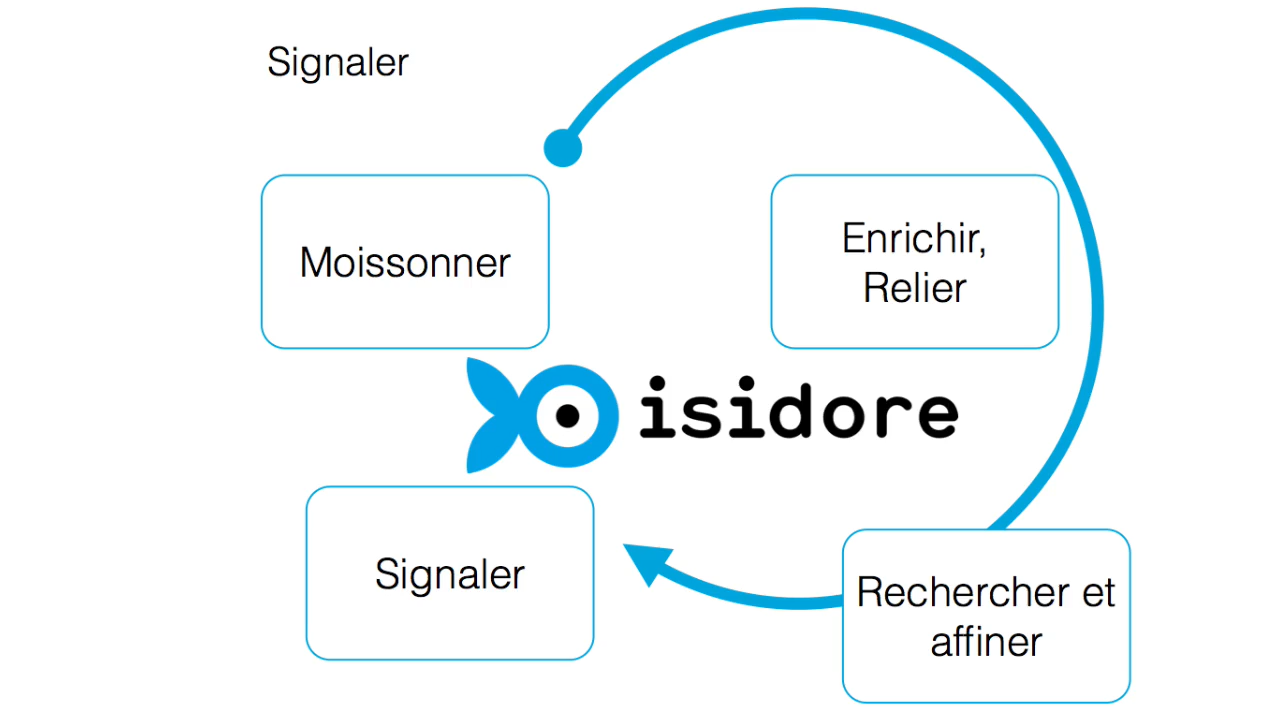 Signaler
Moissonner
Enrichir,
Relier
isidore
Signaler
Rechercher et
affiner